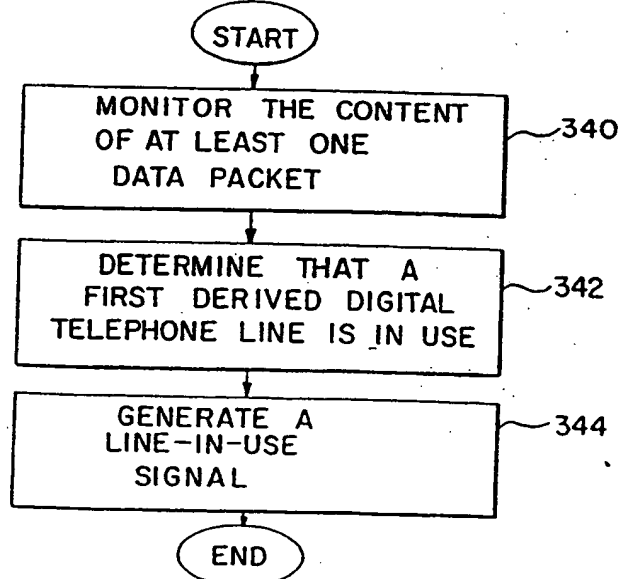 START
MONITOR THE CONTENT
OF AT LEAST ONE
DATA PACKET
340
DETERMINE THAT A
FIRST DERIVED DIGITAL
TELEPHONE LINE IS IN USE
342
GENERATE A
LINE-IN-USE
SIGNAL
344
END